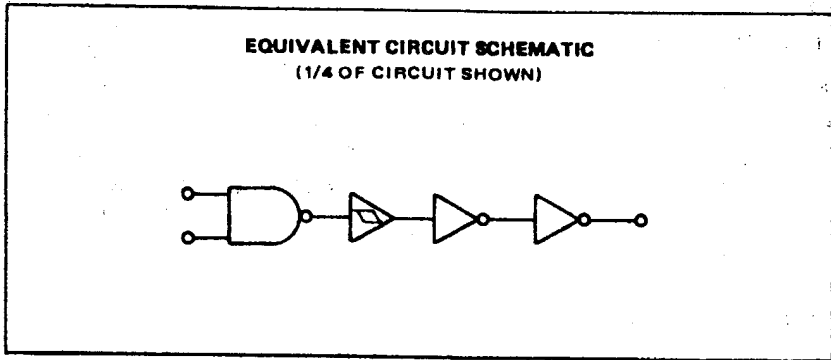 EQUIVALENT CIRCUIT SCHEMATIC
(1/4 OF CIRCUIT SHOWN)